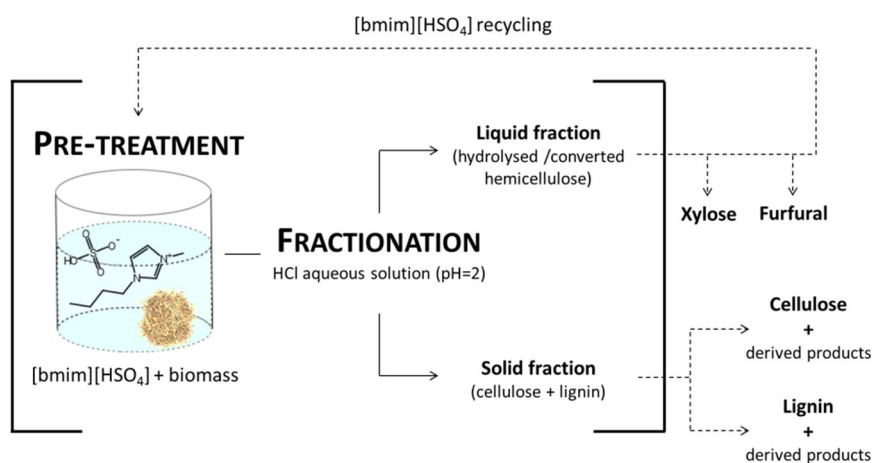 [bmim][HSO₄] recycling
PRE-TREATMENT
HO
S
O
O
O⁻
N
N⁺
[bmim][HSO₄] + biomass
FRACTIONATION
HCl aqueous solution (pH=2)
Liquid fraction
(hydrolysed /converted
hemicellulose)
Xylose
Furfural
Solid fraction
(cellulose + lignin)
Cellulose
+
derived products
Lignin
+
derived products